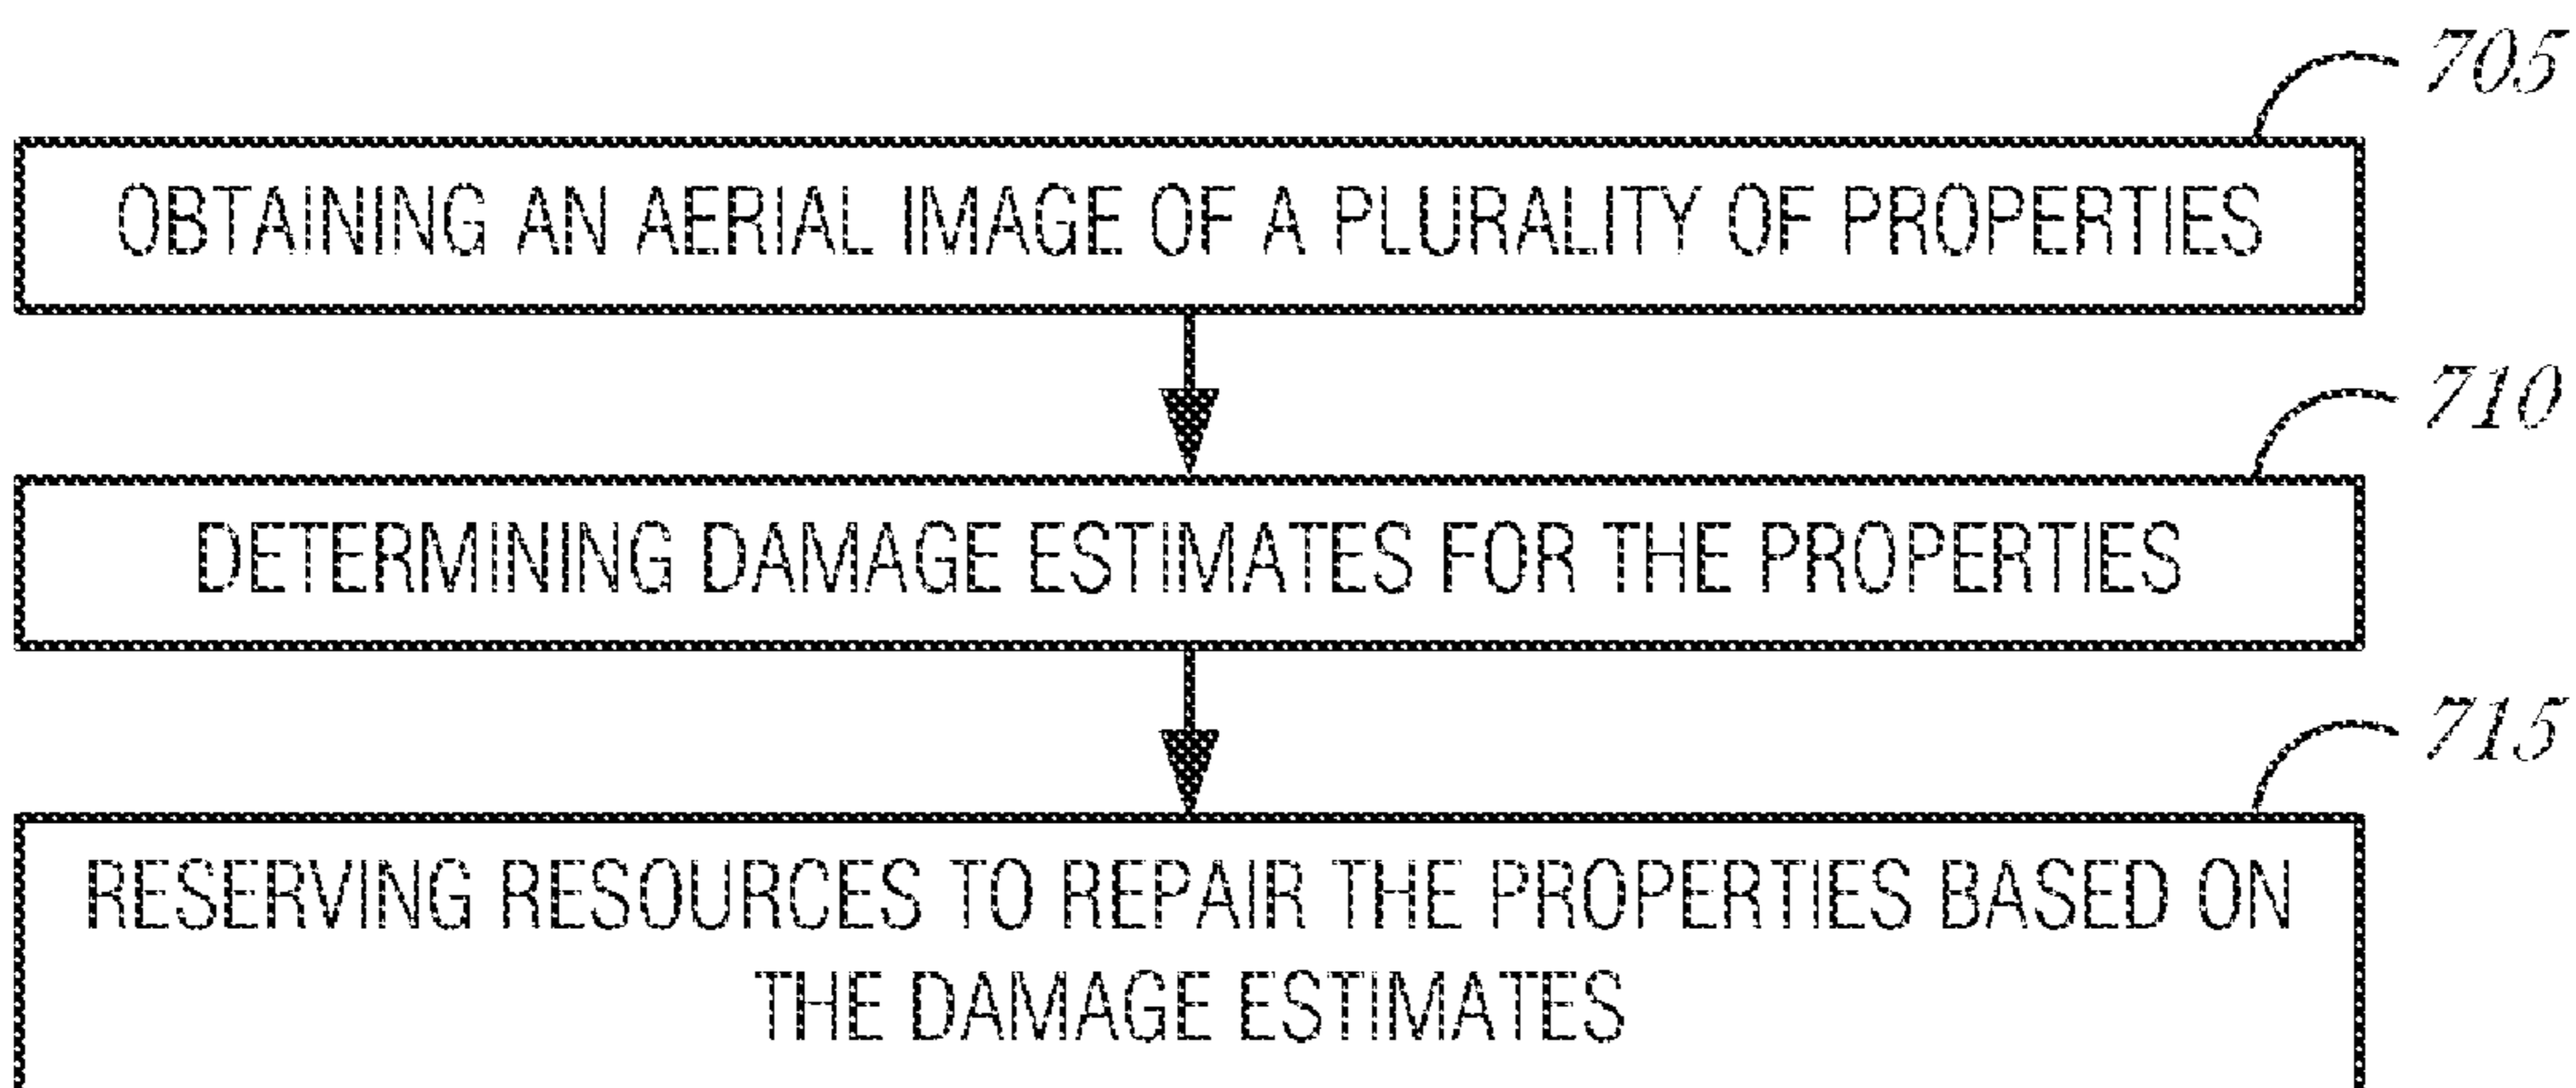 705
OBTAINING AN AERIAL IMAGE OF A PLURALITY OF PROPERTIES
710
DETERMINING DAMAGE ESTIMATES FOR THE PROPERTIES
715
RESERVING RESOURCES TO REPAIR THE PROPERTIES BASED ON
THE DAMAGE ESTIMATES